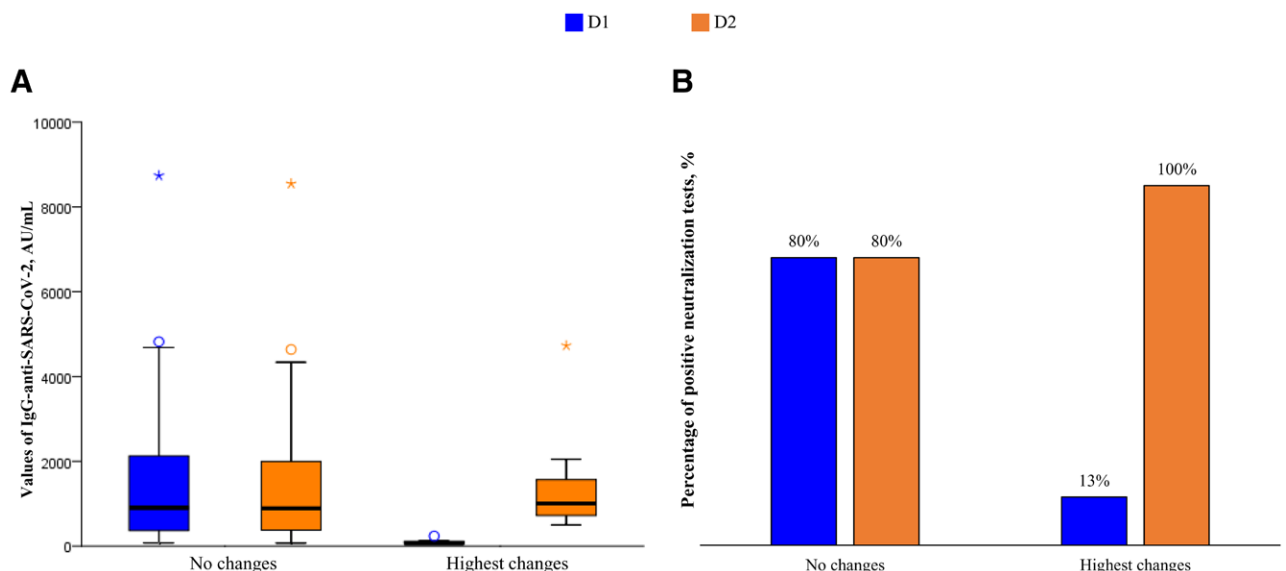 D1 D2
A
Values of IgG-anti-SARS-CoV-2, AU/mL
10000
8000
6000
4000
2000
0
No changes Highest changes
B
Percentage of positive neutralization tests, %
80% 80% 13% 100%
No changes Highest changes